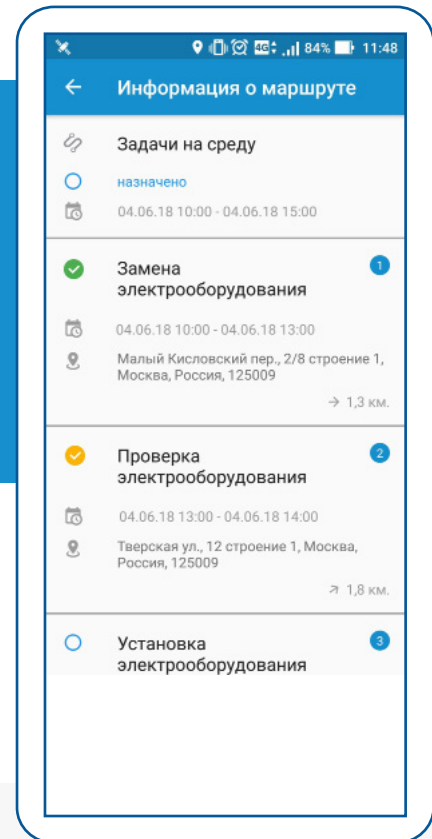 4G 84% 11:48
Информация о маршруте
Задачи на среду
назначено
04.06.18 10:00 - 04.06.18 15:00
Замена 1
электрооборудования
04.06.18 10:00 - 04.06.18 13:00
Малый Кисловский пер., 2/8 строение 1,
Москва, Россия, 125009
→ 1,3 км.
Проверка 2
электрооборудования
04.06.18 13:00 - 04.06.18 14:00
Тверская ул., 12 строение 1, Москва,
Россия, 125009
↗ 1,8 км.
Установка 3
электрооборудования